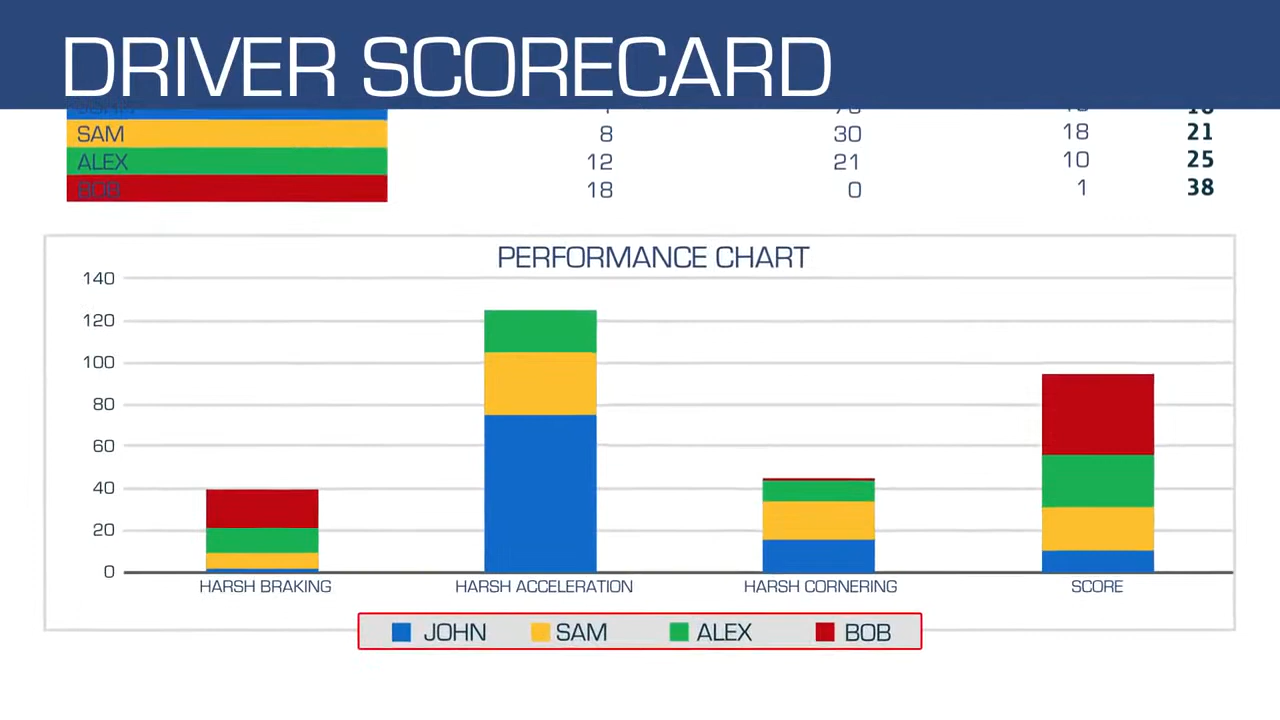 DRIVER SCORECARD
SAM 8 30 18 21
ALEX 12 21 10 25
BOB 18 0 1 38
PERFORMANCE CHART
140
120
100
80
60
40
20
0
HARSH BRAKING HARSH ACCELERATION HARSH CORNERING SCORE
JOHN SAM ALEX BOB